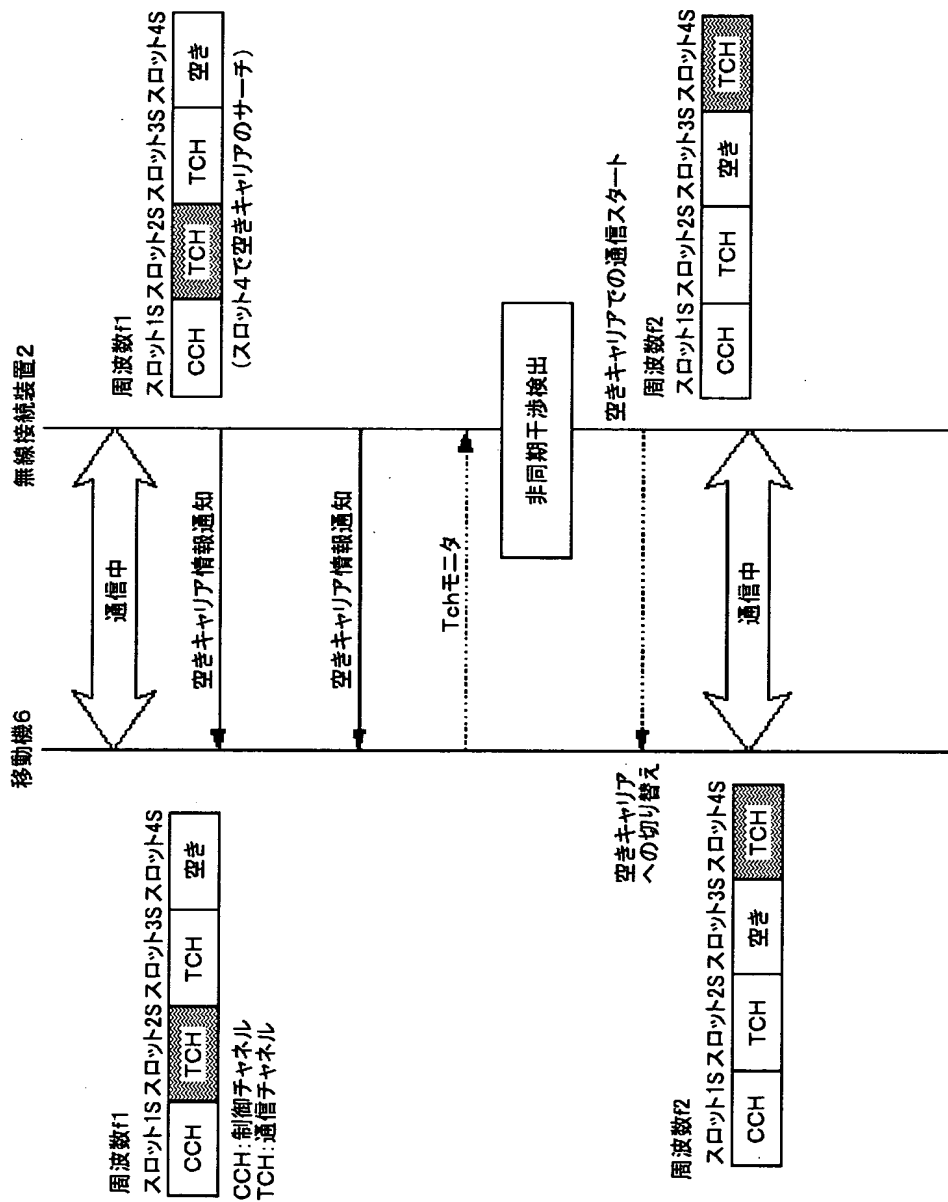 移動機6
無線接続装置2
周波数f1
スロット1S スロット2S スロット3S スロット4S
CCH TCH TCH 空き
CCH:制御チャネル
TCH:通信チャネル
通信中
周波数f1
スロット1S スロット2S スロット3S スロット4S
CCH TCH TCH 空き
(スロット4で空きキャリアのサーチ)
空きキャリア情報通知
空きキャリア情報通知
Tchモニタ
非同期干渉検出
空きキャリアでの通信スタート
空きキャリア
への切り替え
周波数f2
スロット1S スロット2S スロット3S スロット4S
CCH TCH 空き TCH
通信中
周波数f2
スロット1S スロット2S スロット3S スロット4S
CCH TCH 空き TCH